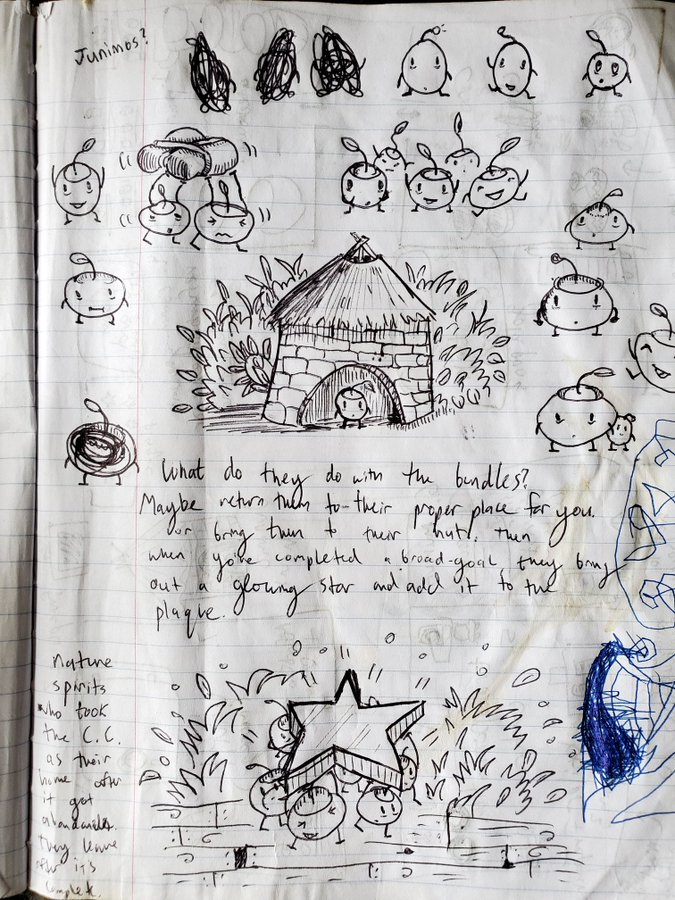 Junimos?
What do they do with the bundles?
Maybe return them to their proper place for you.
or bring them to their huts. Then
when you've completed a broad-goal they bring
out a glowing star and add it to the
plaque.
nature
spirits
who took
the C.C.
as their
home after
it got
abandoned.
they leave
after it's
complete.